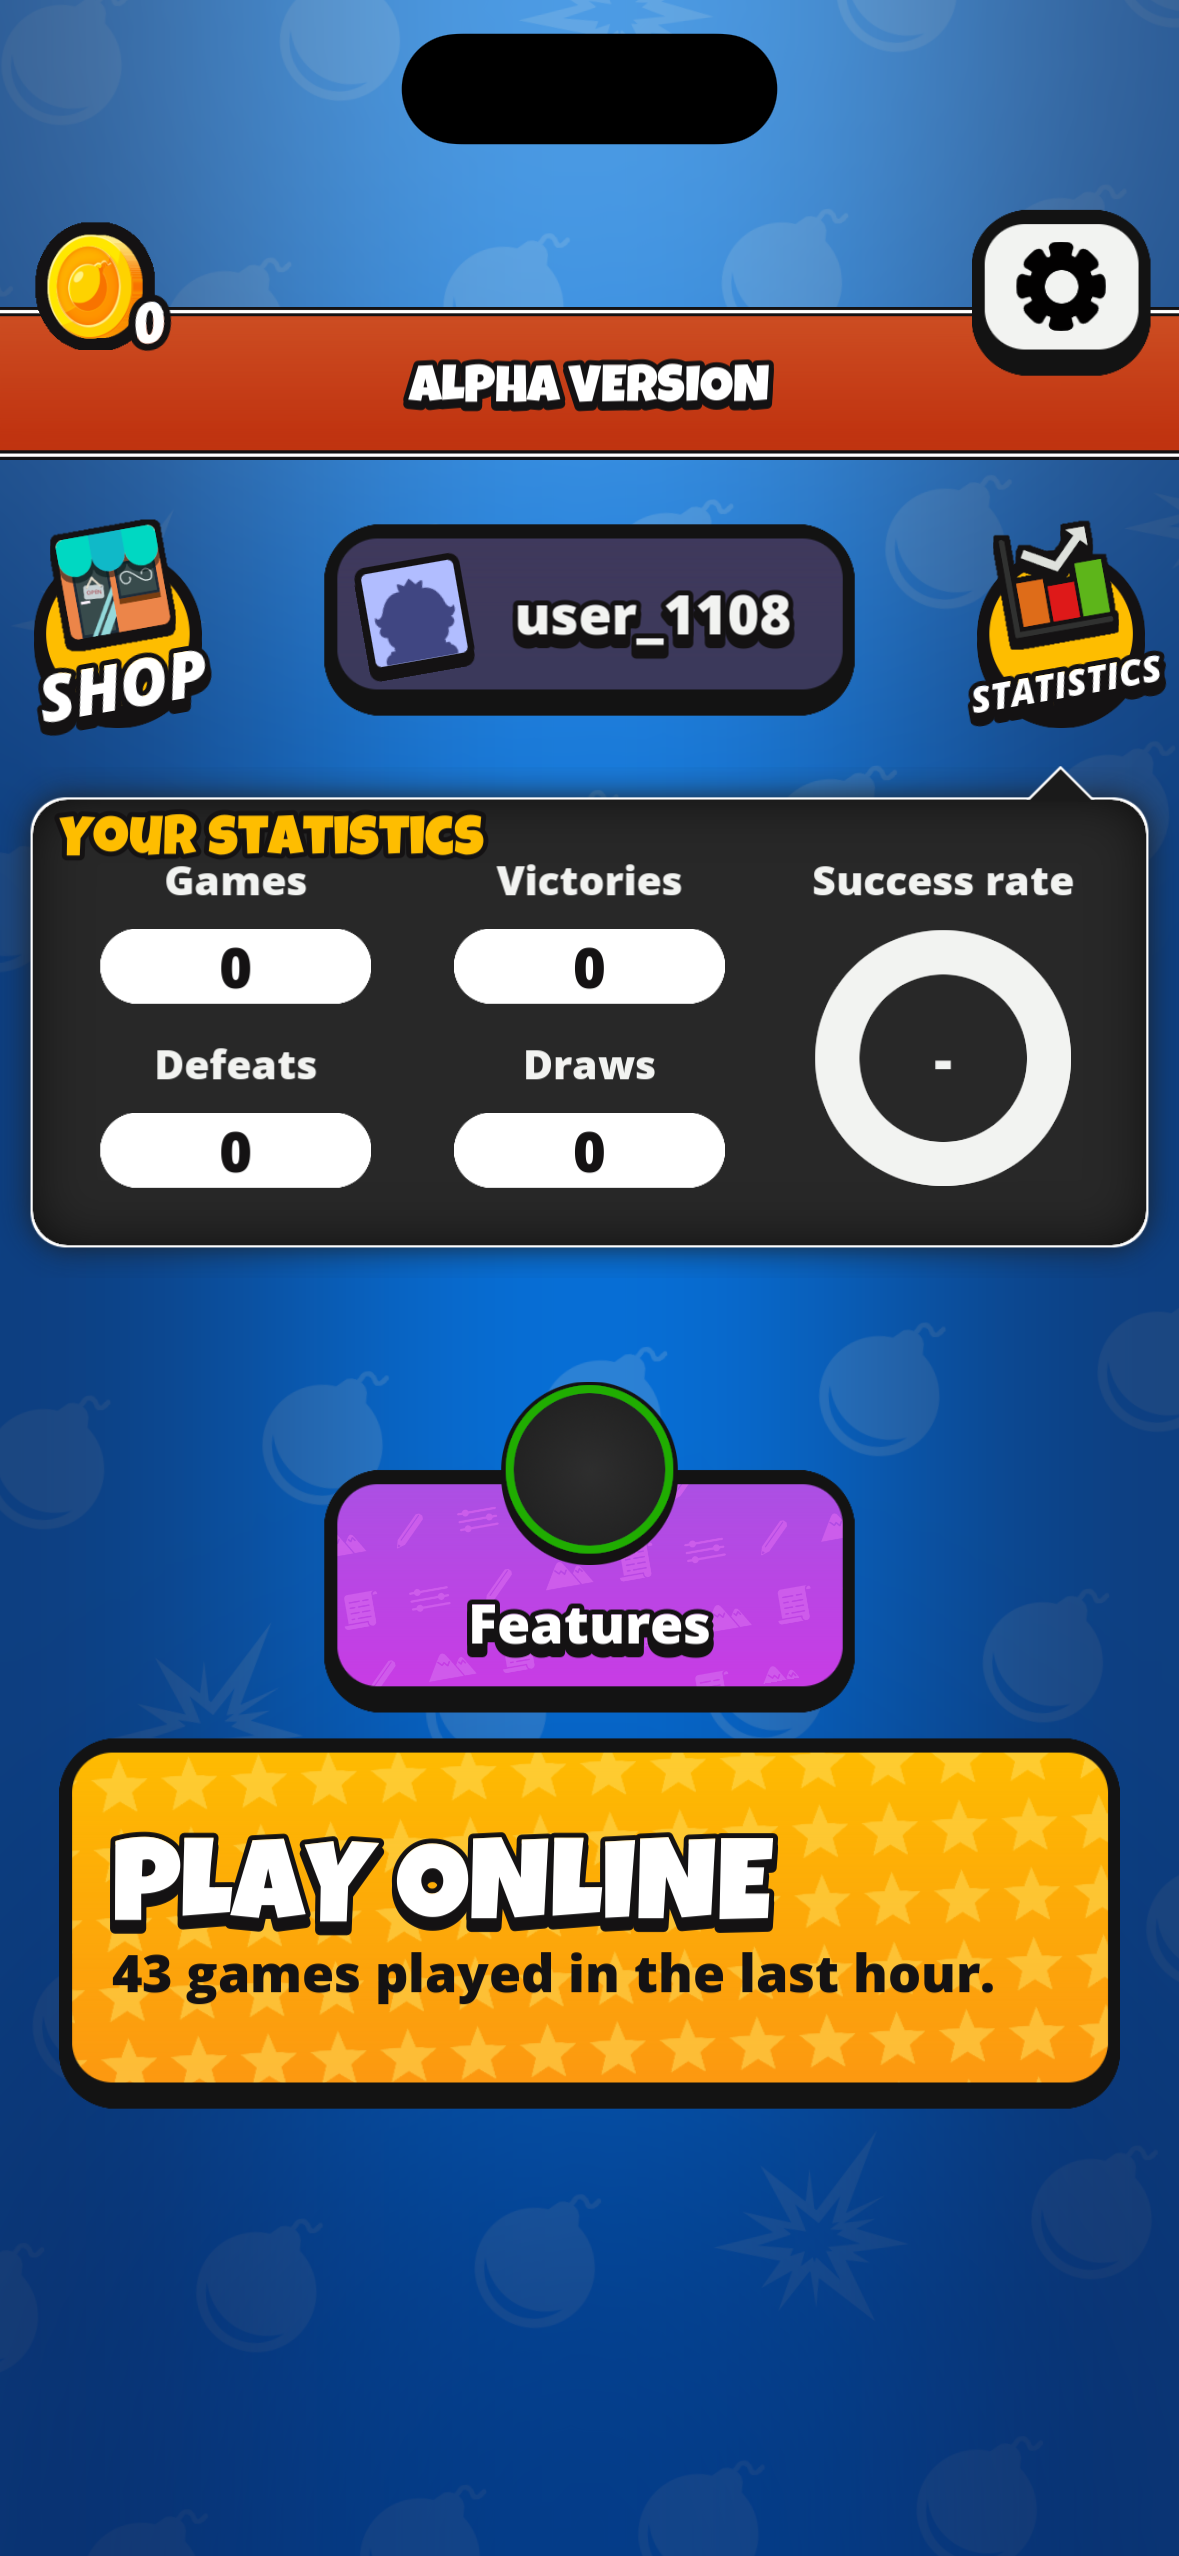 0
ALPHA VERSION
SHOP
user_1108
STATISTICS
YOUR STATISTICS
Games
Victories
Success rate
0
0
-
Defeats
Draws
0
0
Features
PLAY ONLINE
43 games played in the last hour.